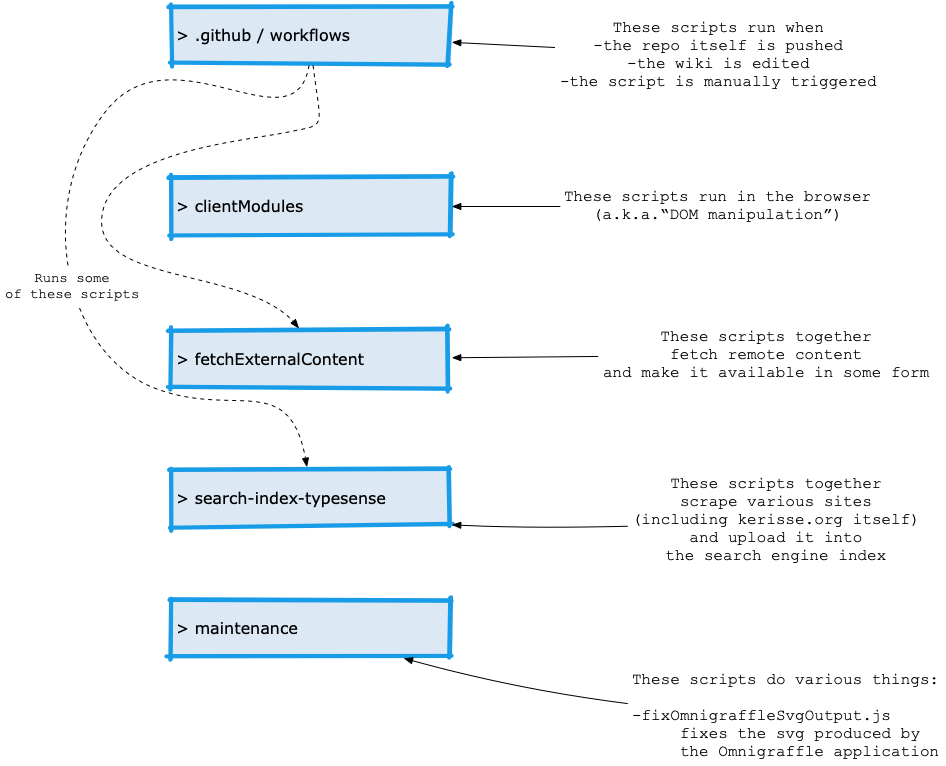 > .github / workflows
These scripts run when
-the repo itself is pushed
-the wiki is edited
-the script is manually triggered
> clientModules
These scripts run in the browser
(a.k.a.“DOM manipulation”)
Runs some
of these scripts
> fetchExternalContent
These scripts together
fetch remote content
and make it available in some form
> search-index-typesense
These scripts together
scrape various sites
(including kerisse.org itself)
and upload it into
the search engine index
> maintenance
These scripts do various things:
-fixOmnigraffleSvgOutput.js
fixes the svg produced by
the Omnigraffle application